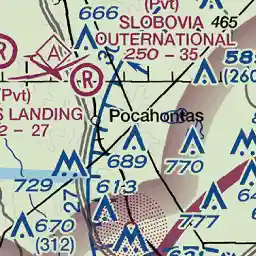 (Pvt)
666
SLOBOVIA
465
OUTERNATIONAL
250 - 35
A
R
R
(Pvt)
S LANDING
2 - 27
Pocahontas
689
770
729
27
613
777
670
(312)